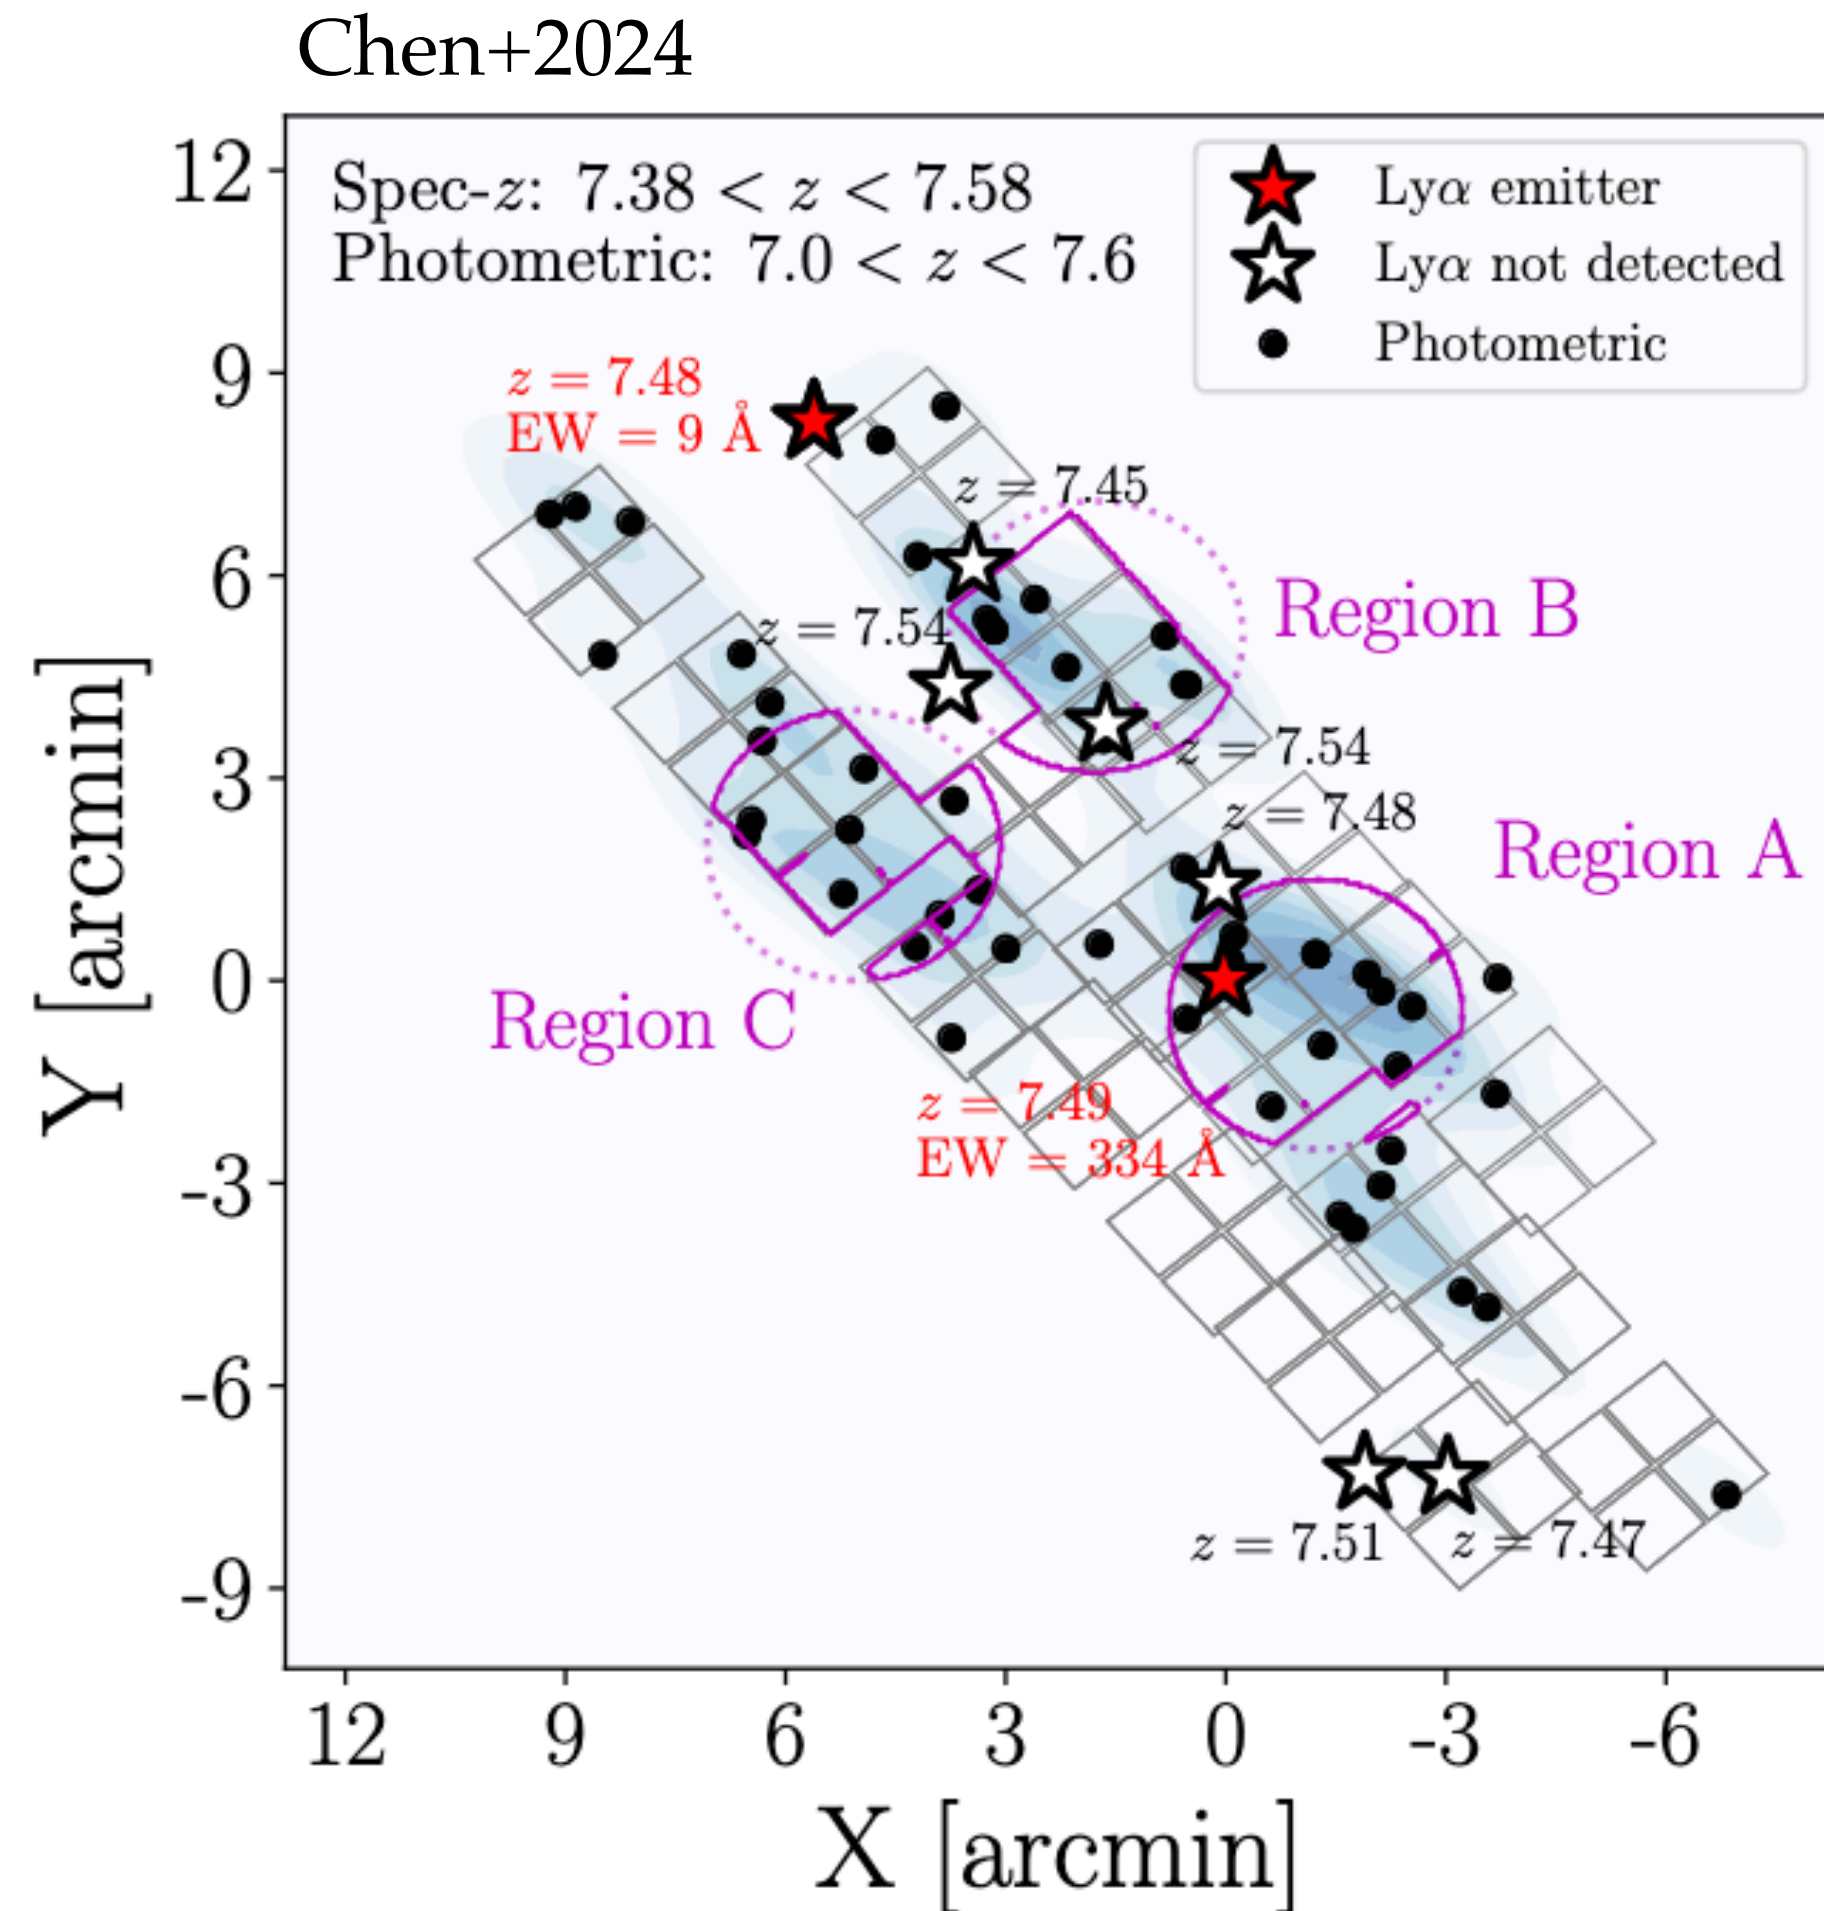 Chen+2024
Spec-z: 7.38 < z < 7.58
Photometric: 7.0 < z < 7.6
Lyα emitter
Lyα not detected
Photometric
z = 7.48
EW = 9 Å
z = 7.45
Region B
z = 7.54
z = 7.54
z = 7.48
Region A
Region C
z = 7.49
EW = 334 Å
z = 7.51
z = 7.47
12
9
6
3
0
-3
-6
-9
Y [arcmin]
12 9 6 3 0 -3 -6
X [arcmin]